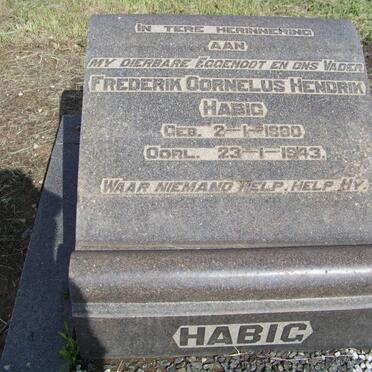 IN TERE HERINNERING
AAN
MY DIERBARE EGGENOOT EN ONS VADER
FREDERIK CORNELUS HENDRIK
HABIG
GEB. 2-1-1890
OORL. 23-1-1943.
WAAR NIEMAND HELP, HELP HY.
HABIG